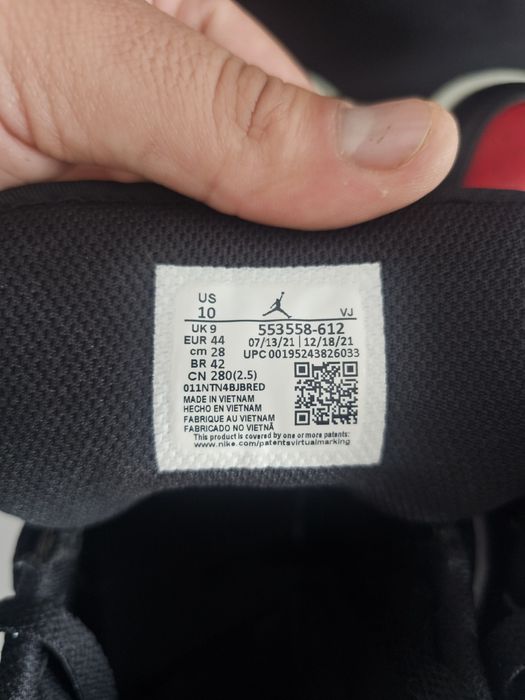 US
10
VJ
UK 9
553558-612
EUR 44
07/13/21 | 12/18/21
cm 28
UPC 00195243826033
BR 42
CN 280(2.5)
011NTN4BJBRED
MADE IN VIETNAM
HECHO EN VIETNAM
FABRIQUE AU VIETNAM
FABRICADO NO VIETNÃ
This product is covered by one or more patents:
www.nike.com/patentsvirtualmarking